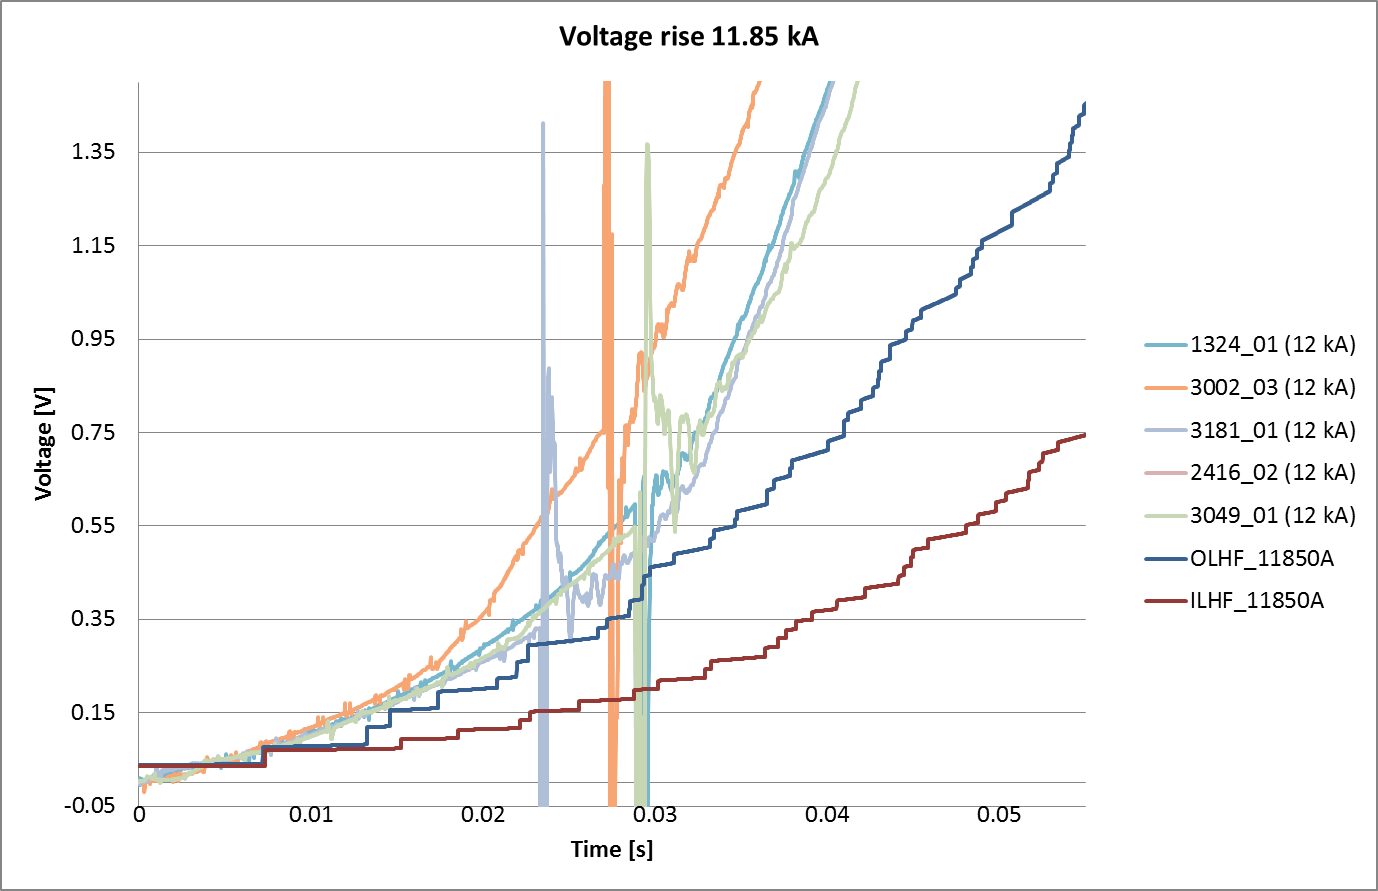 Voltage rise 11.85 kA
1.35
1.15
0.95
0.75
0.55
0.35
0.15
-0.05
Voltage [V]
0 0.01 0.02 0.03 0.04 0.05
Time [s]
1324_01 (12 kA)
3002_03 (12 kA)
3181_01 (12 kA)
2416_02 (12 kA)
3049_01 (12 kA)
OLHF_11850A
ILHF_11850A